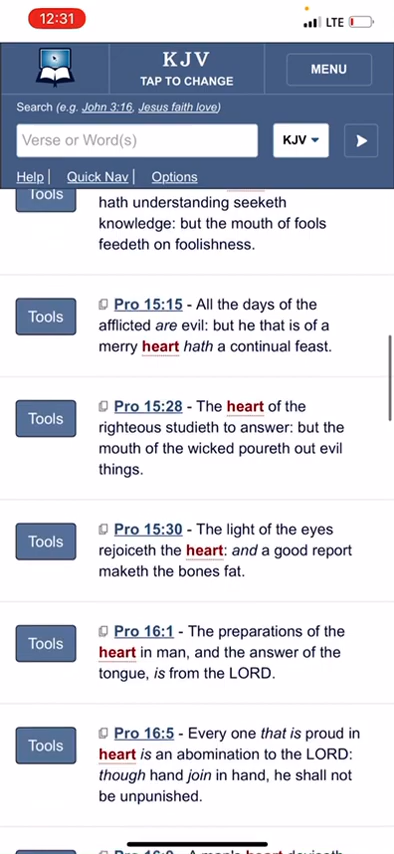 12:31
LTE
KJV
TAP TO CHANGE
MENU
Search (e.g. John 3:16, Jesus faith love)
Verse or Word(s)
KJV
Help | Quick Nav | Options
Tools
hath understanding seeketh
knowledge: but the mouth of fools
feedeth on foolishness.
Tools
Pro 15:15 - All the days of the
afflicted are evil: but he that is of a
merry heart hath a continual feast.
Tools
Pro 15:28 - The heart of the
righteous studieth to answer: but the
mouth of the wicked poureth out evil
things.
Tools
Pro 15:30 - The light of the eyes
rejoiceth the heart: and a good report
maketh the bones fat.
Tools
Pro 16:1 - The preparations of the
heart in man, and the answer of the
tongue, is from the LORD.
Tools
Pro 16:5 - Every one that is proud in
heart is an abomination to the LORD:
though hand join in hand, he shall not
be unpunished.